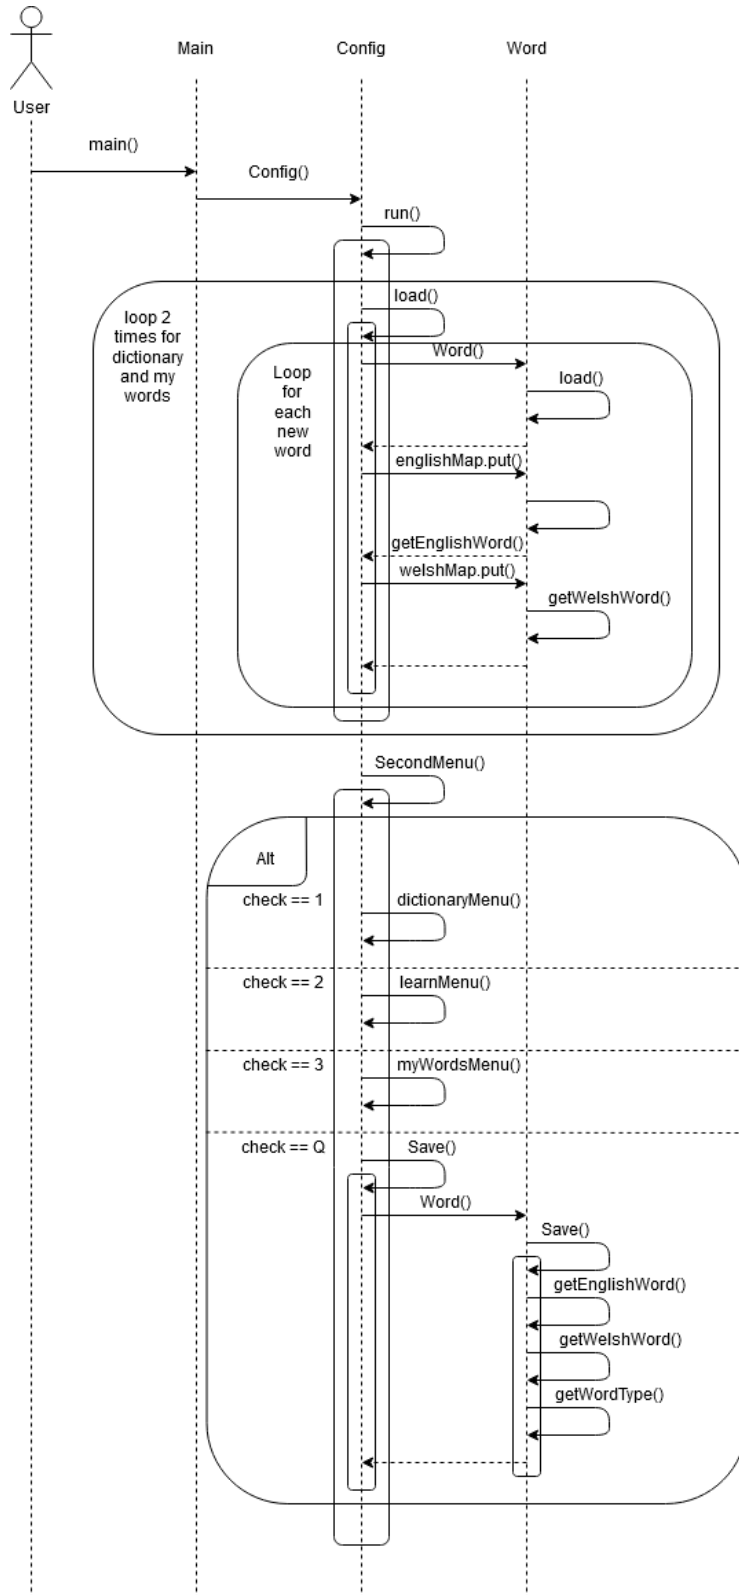 Main
Config
Word
User
main()
Config()
run()
loop 2
times for
dictionary
and my
words
load()
Loop
for
each
new
word
Word()
load()
englishMap.put()
getEnglishWord()
welshMap.put()
getWelshWord()
SecondMenu()
Alt
check == 1
dictionaryMenu()
check == 2
learnMenu()
check == 3
myWordsMenu()
check == Q
Save()
Word()
Save()
getEnglishWord()
getWelshWord()
getWordType()